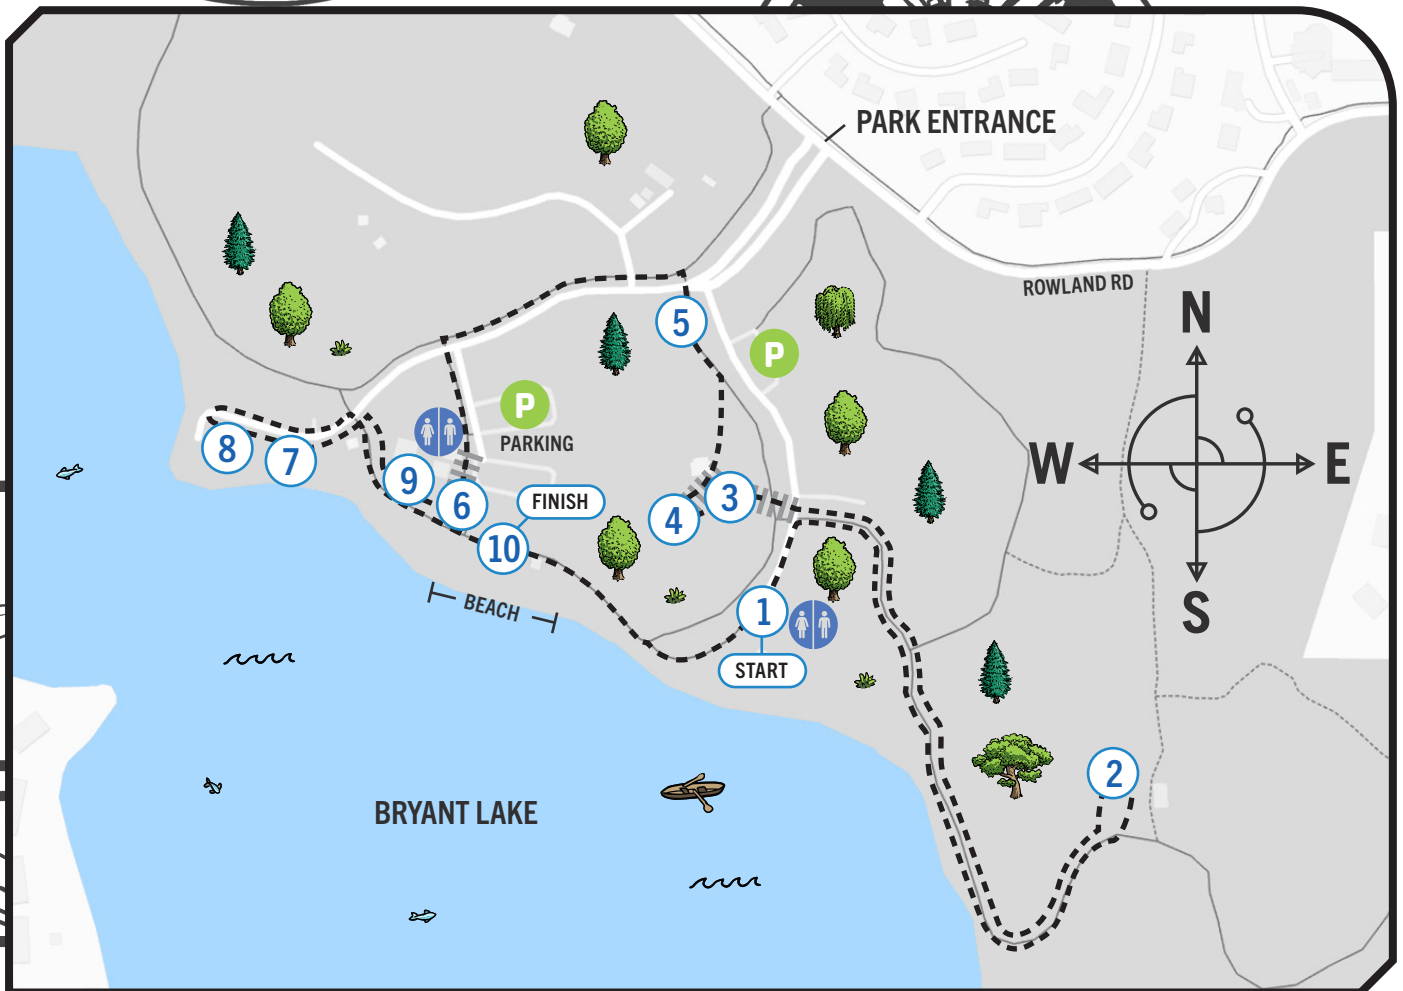 PARK ENTRANCE
ROWLAND RD
N
5
P
P
PARKING
W
E
8
7
9
6
FINISH
3
4
10
BEACH
1
S
START
2
BRYANT LAKE